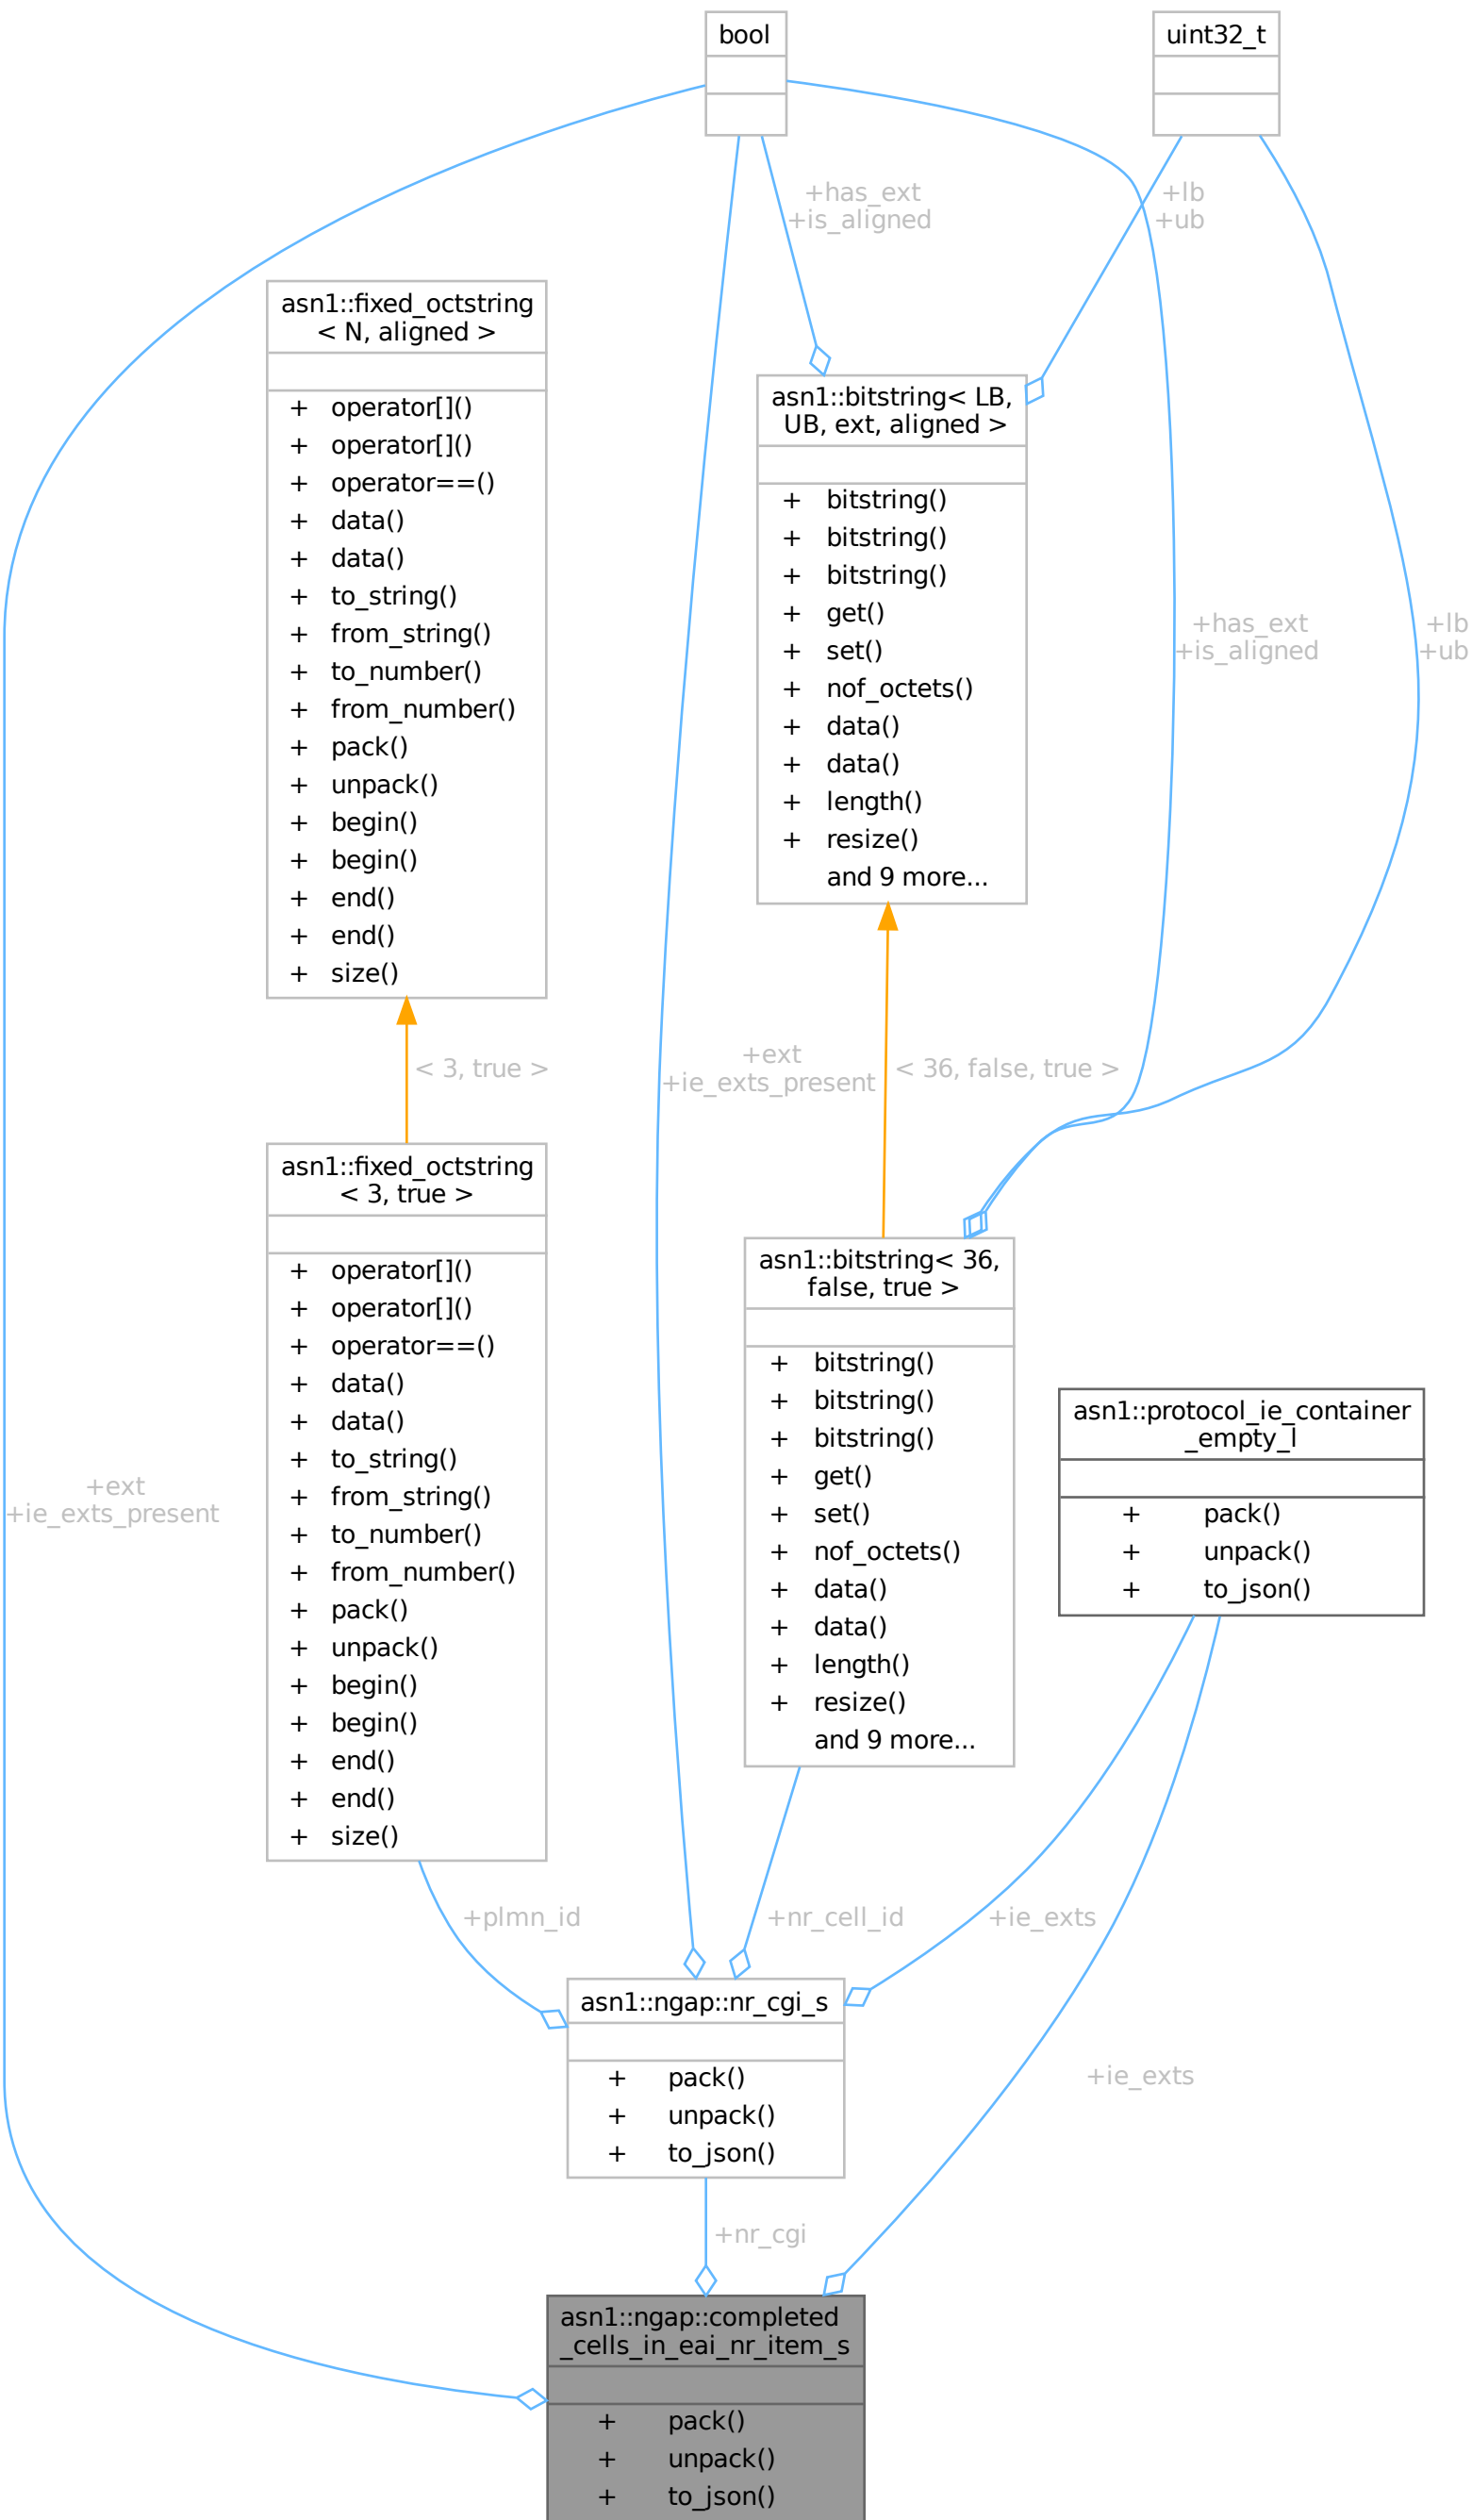 bool
uint32_t
+has_ext
+is_aligned
+lb
+ub
asn1::fixed_octstring
< N, aligned >
+ operator[]()
+ operator[]()
+ operator==()
+ data()
+ data()
+ to_string()
+ from_string()
+ to_number()
+ from_number()
+ pack()
+ unpack()
+ begin()
+ begin()
+ end()
+ end()
+ size()
asn1::bitstring< LB,
UB, ext, aligned >
+ bitstring()
+ bitstring()
+ bitstring()
+ get()
+ set()
+ nof_octets()
+ data()
+ data()
+ length()
+ resize()
and 9 more...
+has_ext
+is_aligned
+lb
+ub
< 3, true >
+ext
+ie_exts_present
< 36, false, true >
asn1::fixed_octstring
< 3, true >
+ operator[]()
+ operator[]()
+ operator==()
+ data()
+ data()
+ to_string()
+ from_string()
+ to_number()
+ from_number()
+ pack()
+ unpack()
+ begin()
+ begin()
+ end()
+ end()
+ size()
asn1::bitstring< 36,
false, true >
+ bitstring()
+ bitstring()
+ bitstring()
+ get()
+ set()
+ nof_octets()
+ data()
+ data()
+ length()
+ resize()
and 9 more...
asn1::protocol_ie_container
_empty_l
+ pack()
+ unpack()
+ to_json()
+ext
+ie_exts_present
+plmn_id
+nr_cell_id
+ie_exts
asn1::ngap::nr_cgi_s
+ pack()
+ unpack()
+ to_json()
+ie_exts
+nr_cgi
asn1::ngap::completed
_cells_in_eai_nr_item_s
+ pack()
+ unpack()
+ to_json()